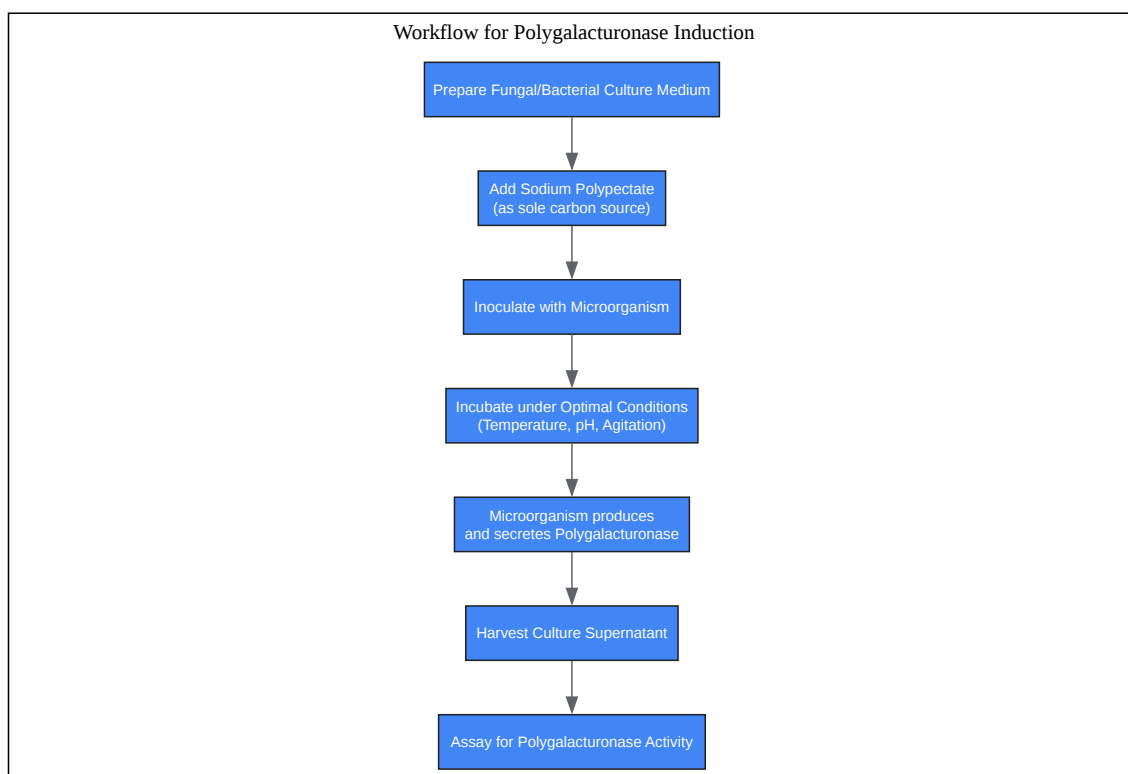 Workflow for Polygalacturonase Induction
Prepare Fungal/Bacterial Culture Medium
Add Sodium Polypectate
(as sole carbon source)
Inoculate with Microorganism
Incubate under Optimal Conditions
(Temperature, pH, Agitation)
Microorganism produces
and secretes Polygalacturonase
Harvest Culture Supernatant
Assay for Polygalacturonase Activity